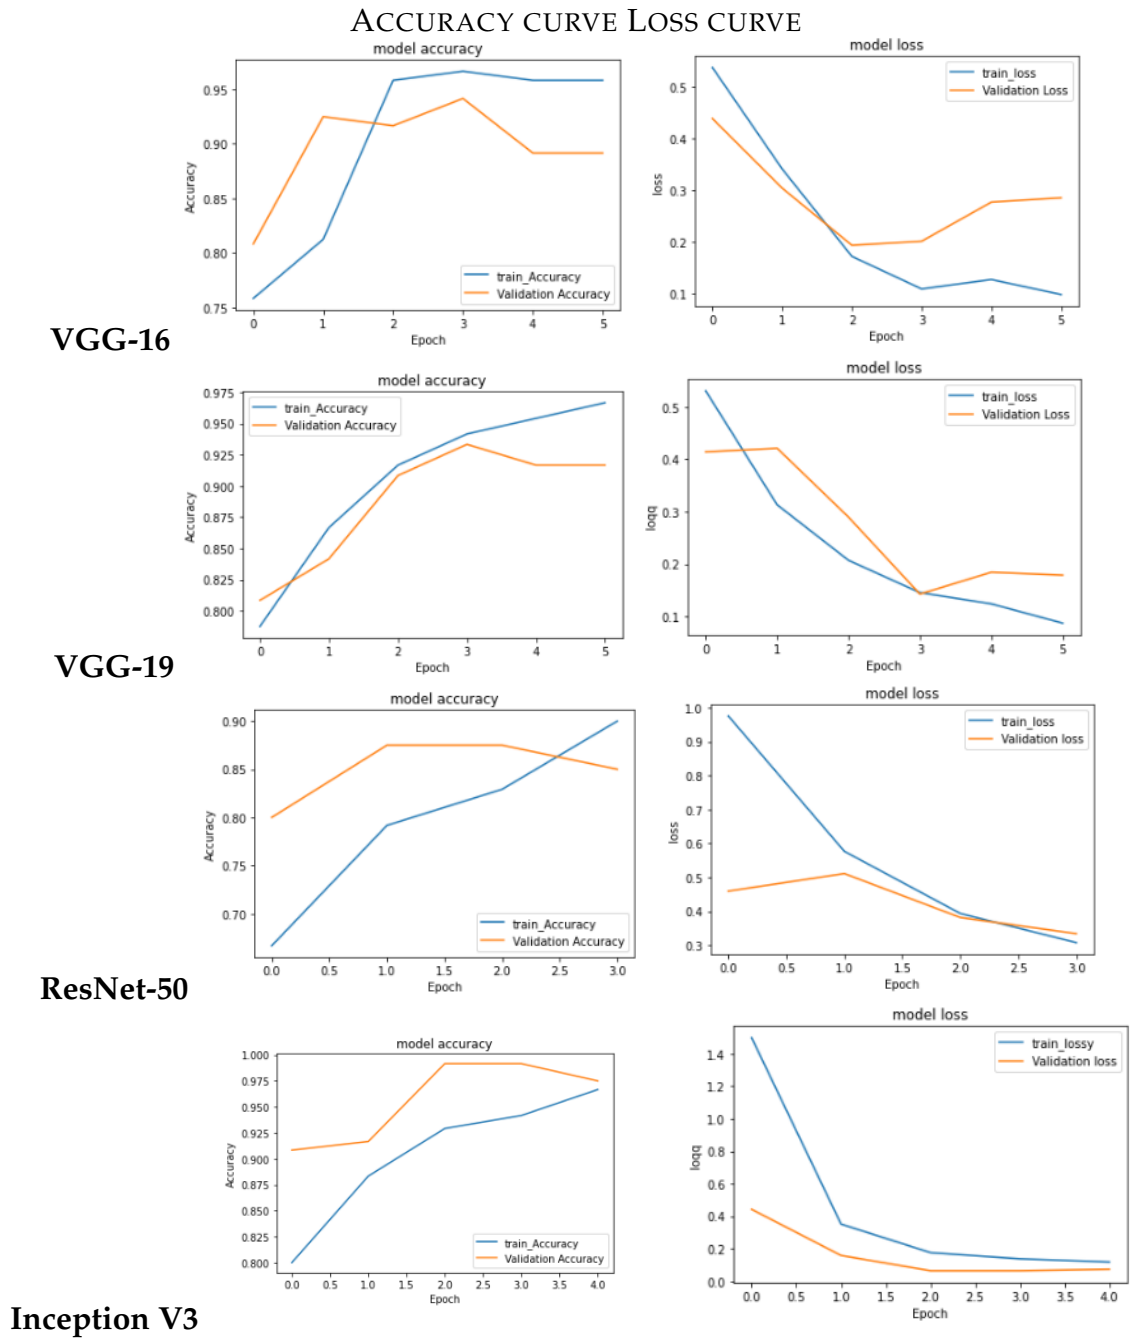 ACCURACY CURVE LOSS CURVE
model accuracy
0.95
0.90
0.85
0.80
0.75
Accuracy
train_Accuracy
Validation Accuracy
0 1 2 3 4 5
Epoch
model loss
0.5
0.4
0.3
0.2
0.1
loss
train_loss
Validation Loss
0 1 2 3 4 5
Epoch
VGG-16
model accuracy
0.975
0.950
0.925
0.900
0.875
0.850
0.825
0.800
Accuracy
train_Accuracy
Validation Accuracy
0 1 2 3 4 5
Epoch
model loss
0.5
0.4
0.3
0.2
0.1
loqq
train_loss
Validation Loss
0 1 2 3 4 5
Epoch
VGG-19
model accuracy
0.90
0.85
0.80
0.75
0.70
Accuracy
train_Accuracy
Validation Accuracy
0.0 0.5 1.0 1.5 2.0 2.5 3.0
Epoch
model loss
1.0
0.9
0.8
0.7
0.6
0.5
0.4
0.3
loss
train_loss
Validation loss
0.0 0.5 1.0 1.5 2.0 2.5 3.0
Epoch
ResNet-50
model accuracy
1.000
0.975
0.950
0.925
0.900
0.875
0.850
0.825
0.800
Accuracy
train_Accuracy
Validation Accuracy
0.0 0.5 1.0 1.5 2.0 2.5 3.0 3.5 4.0
Epoch
model loss
1.4
1.2
1.0
0.8
0.6
0.4
0.2
0.0
loqq
train_lossy
Validation loss
0.0 0.5 1.0 1.5 2.0 2.5 3.0 3.5 4.0
Epoch
Inception V3